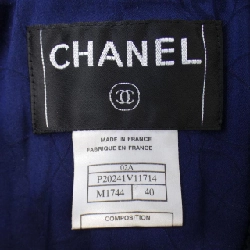 CHANEL
MADE IN FRANCE
FABRIQUE EN FRANCE
02A
P20241V11714
M1744 40
COMPOSITION